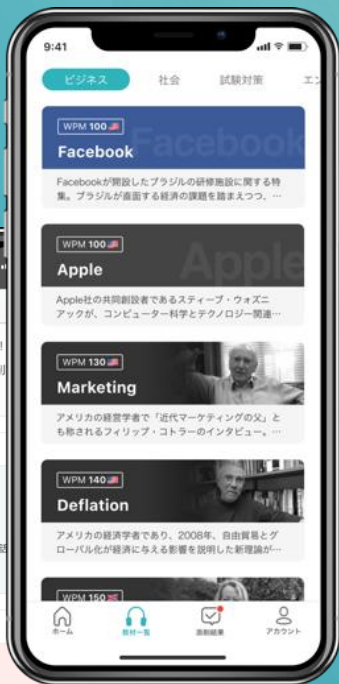 9:41
ビジネス
社会
試験対策
エン
WPM 100
Facebook
Facebook
Facebookが開設したブラジルの研修施設に関する特
集。ブラジルが直面する経済の課題を踏まえつつ、…
WPM 100
Apple
Apple
Apple社の共同創設者であるスティーブ・ウォズニ
アックが、コンピューター科学とテクノロジー関連…
WPM 130
Marketing
アメリカの経営学者で「近代マーケティングの父」と
も称されるフィリップ・コトラーのインタビュー。…
WPM 140
Deflation
アメリカの経済学者であり、2008年、自由貿易とグ
ローバル化が経済に与える影響を説明した新理論が…
WPM 150
ホーム
教材一覧
添削結果
アカウント